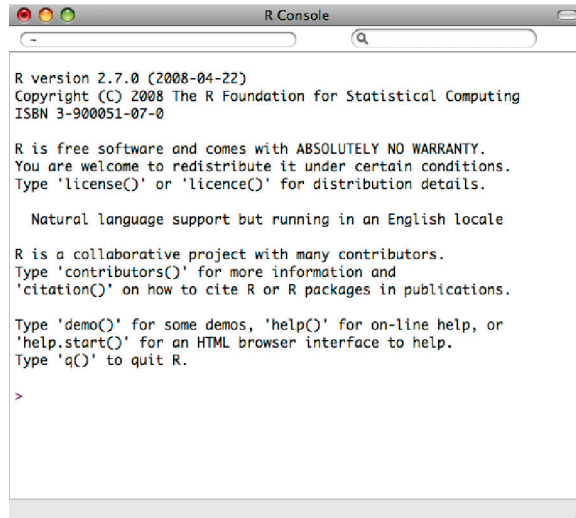 R Console
~
R version 2.7.0 (2008-04-22)
Copyright (C) 2008 The R Foundation for Statistical Computing
ISBN 3-900051-07-0
R is free software and comes with ABSOLUTELY NO WARRANTY.
You are welcome to redistribute it under certain conditions.
Type 'license()' or 'licence()' for distribution details.
Natural language support but running in an English locale
R is a collaborative project with many contributors.
Type 'contributors()' for more information and
'citation()' on how to cite R or R packages in publications.
Type 'demo()' for some demos, 'help()' for on-line help, or
'help.start()' for an HTML browser interface to help.
Type 'q()' to quit R.
>